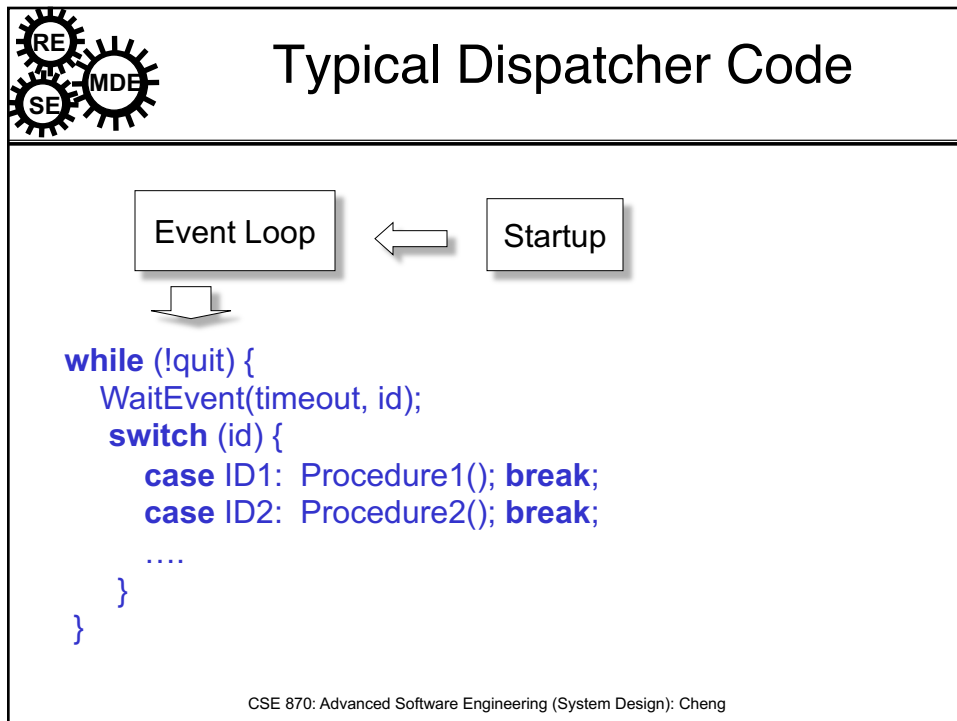 RE
MDE
SE
Typical Dispatcher Code
Event Loop
Startup
while (!quit) {
WaitEvent(timeout, id);
switch (id) {
case ID1: Procedure1(); break;
case ID2: Procedure2(); break;
….
}
}
CSE 870: Advanced Software Engineering (System Design): Cheng